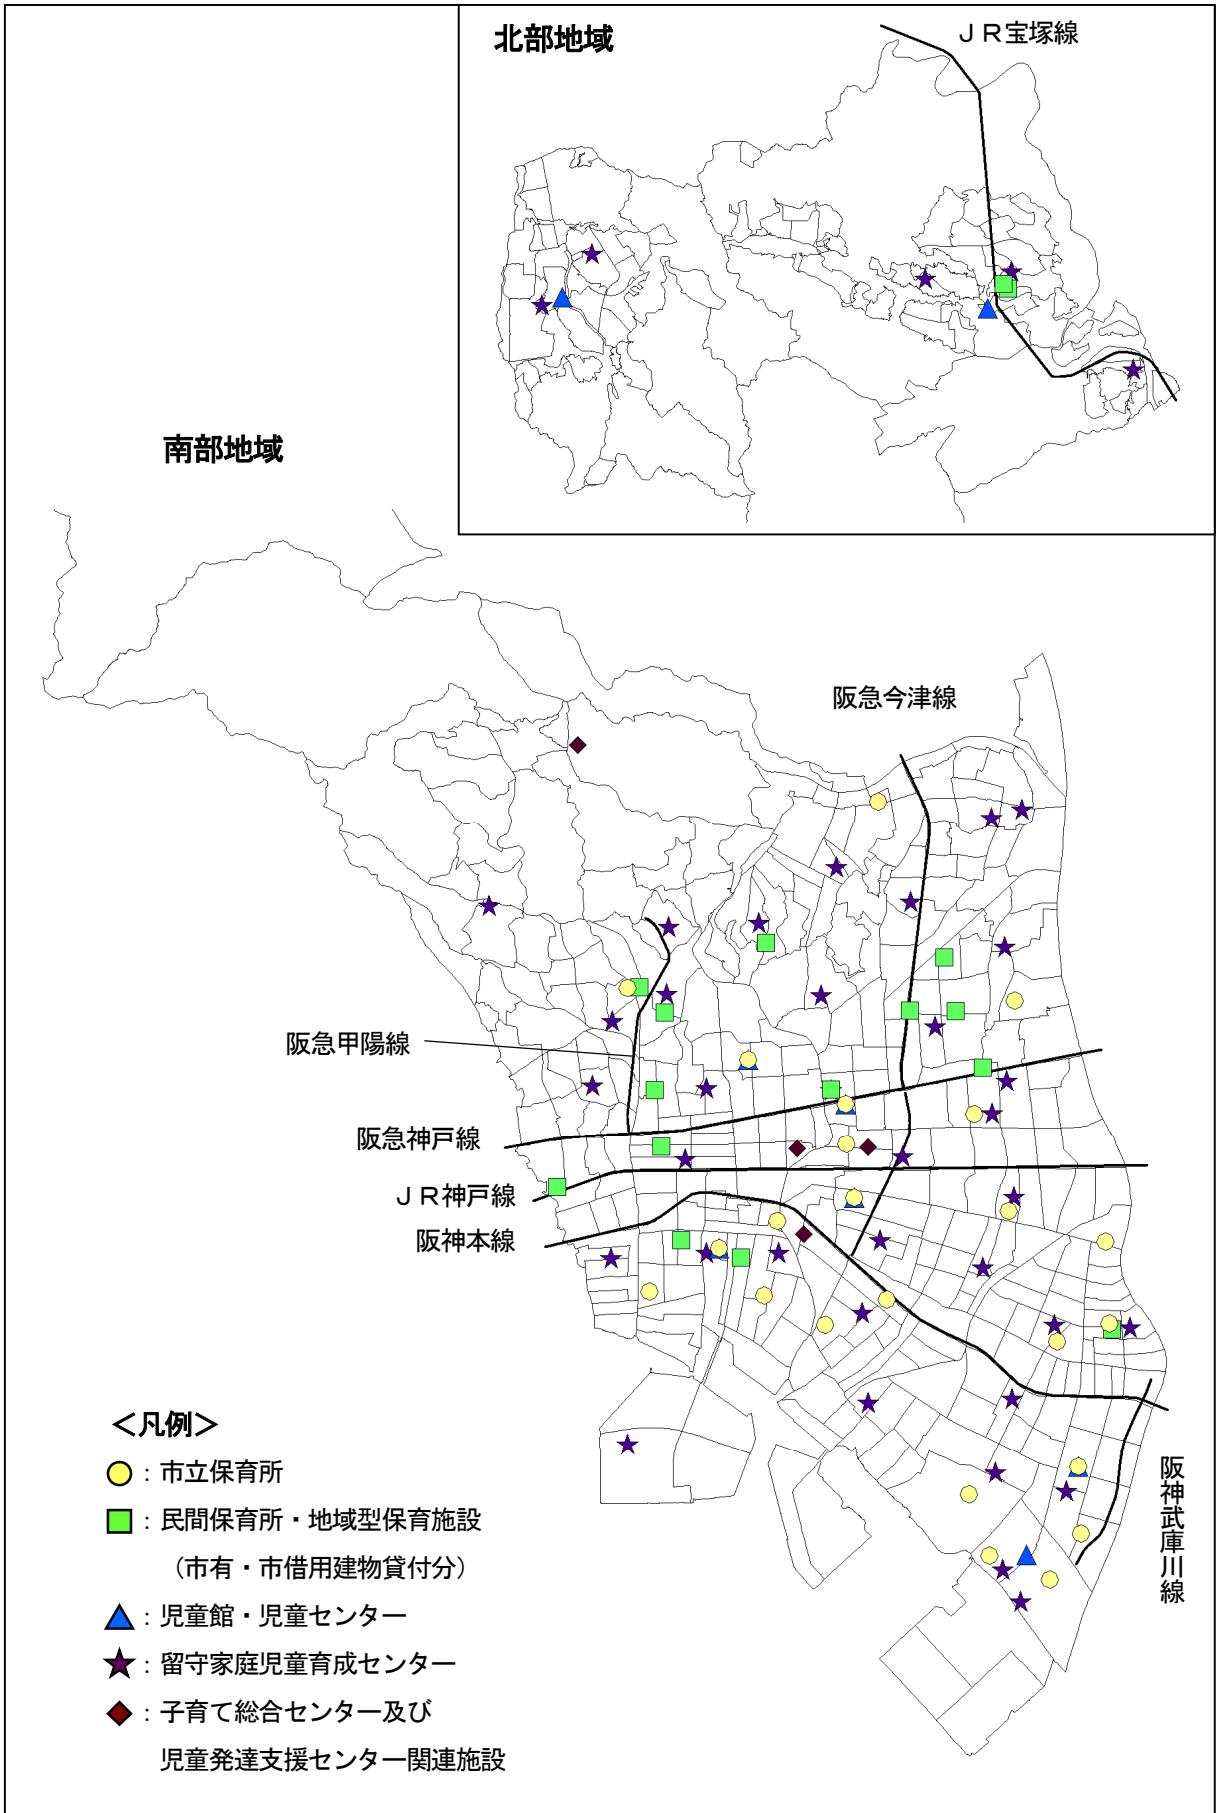 北部地域
ＪＲ宝塚線
南部地域
阪急今津線
阪急甲陽線
阪急神戸線
ＪＲ神戸線
阪神本線
阪神武庫川線
＜凡例＞
：市立保育所
：民間保育所・地域型保育施設
（市有・市借用建物貸付分）
：児童館・児童センター
：留守家庭児童育成センター
：子育て総合センター及び
児童発達支援センター関連施設